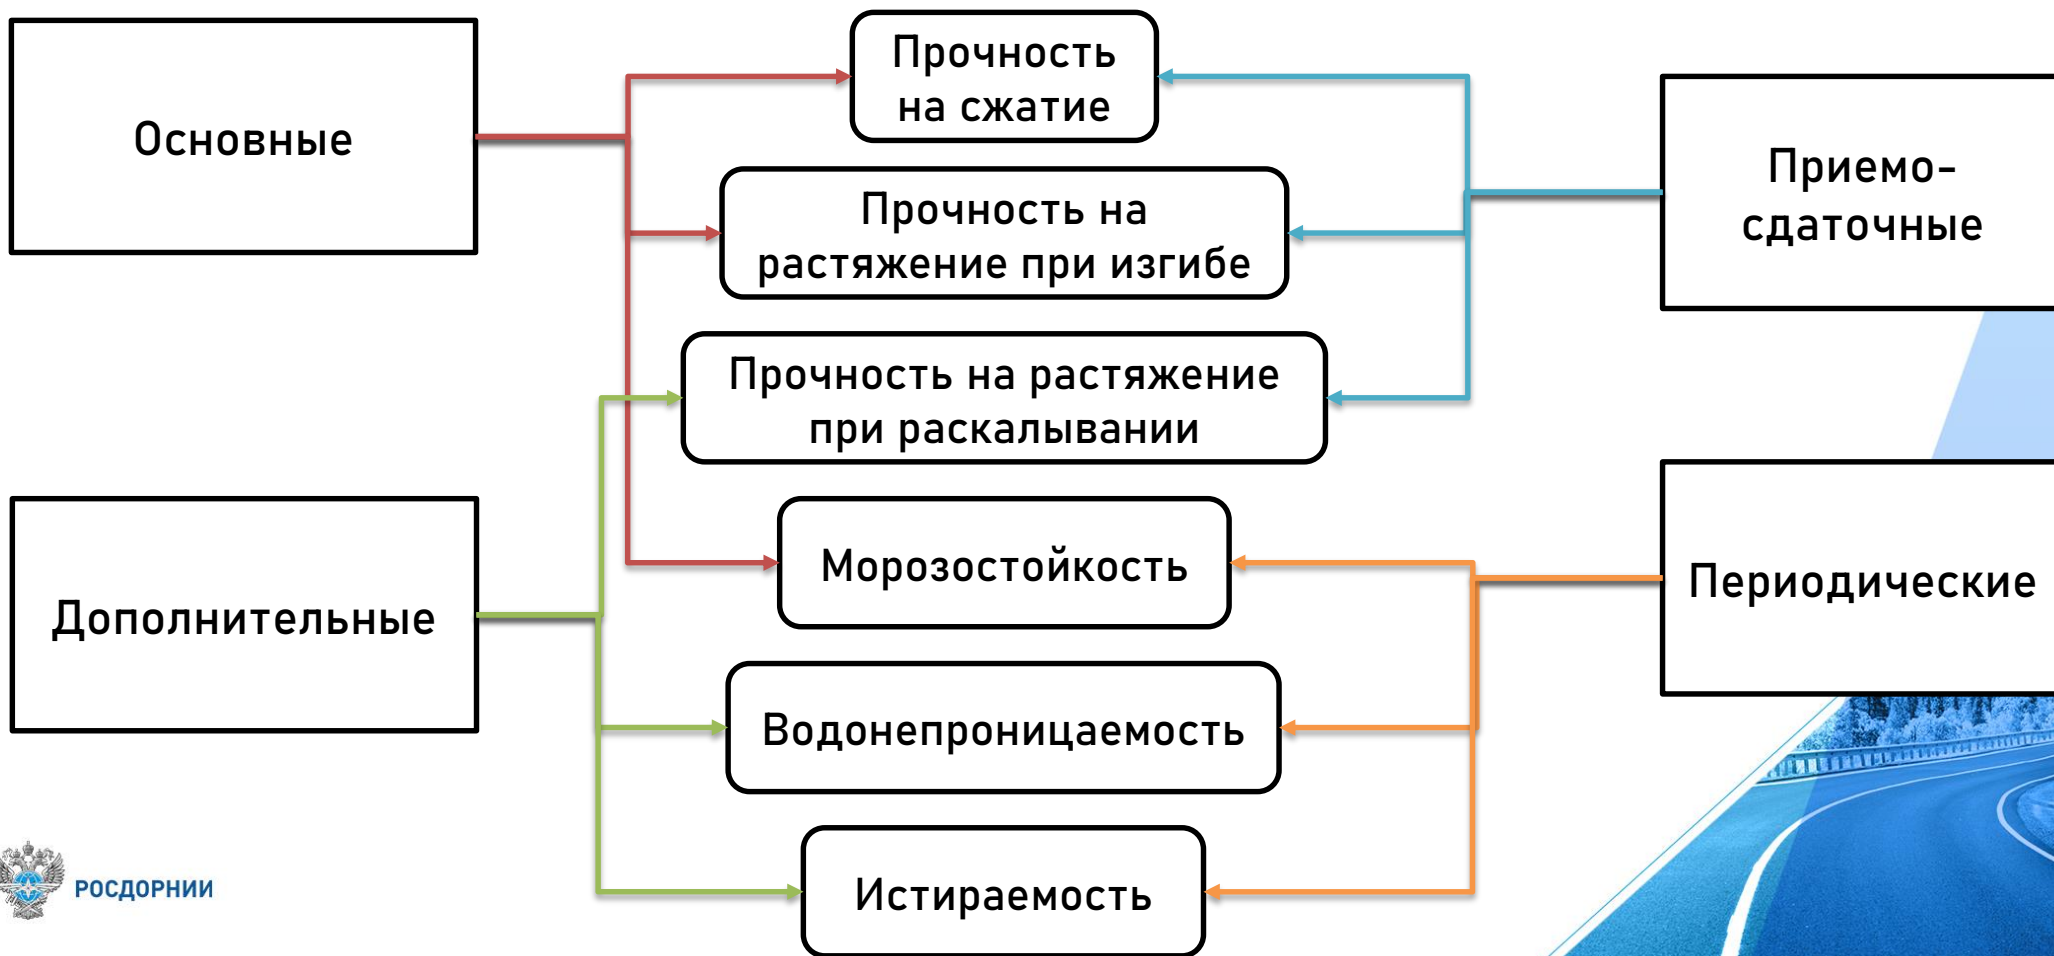 Основные
Дополнительные
Прочность
на сжатие
Прочность на
растяжение при изгибе
Прочность на растяжение
при раскалывании
Морозостойкость
Водонепроницаемость
Истираемость
Приемо-
сдаточные
Периодические
РОСДОРНИИ